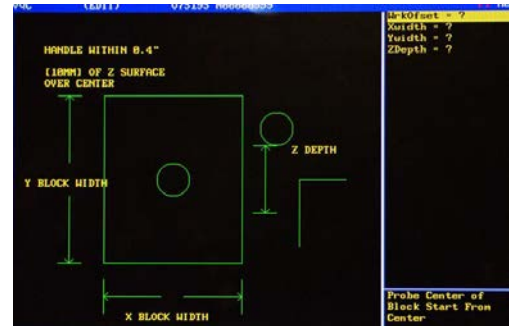 VQC (EDIT)
HANDLE WITHIN 0.4"
[10MM] OF Z SURFACE
OVER CENTER
Z DEPTH
Y BLOCK WIDTH
X BLOCK WIDTH
WrkOfset = ?
Xwidth = ?
Ywidth = ?
ZDepth = ?
Probe Center of
Block Start From
Center